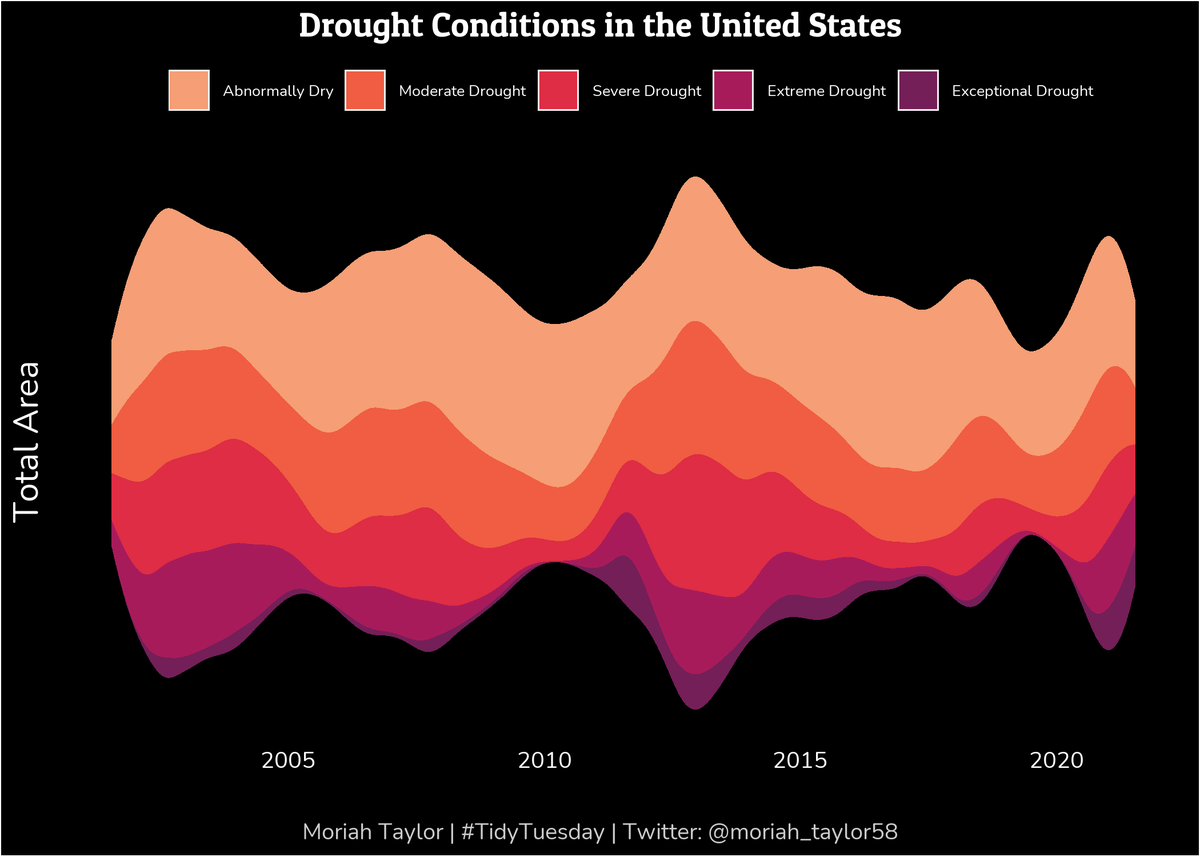 Drought Conditions in the United States
Abnormally Dry Moderate Drought Severe Drought Extreme Drought Exceptional Drought
Total Area
2005 2010 2015 2020
Moriah Taylor | #TidyTuesday | Twitter: @moriah_taylor58